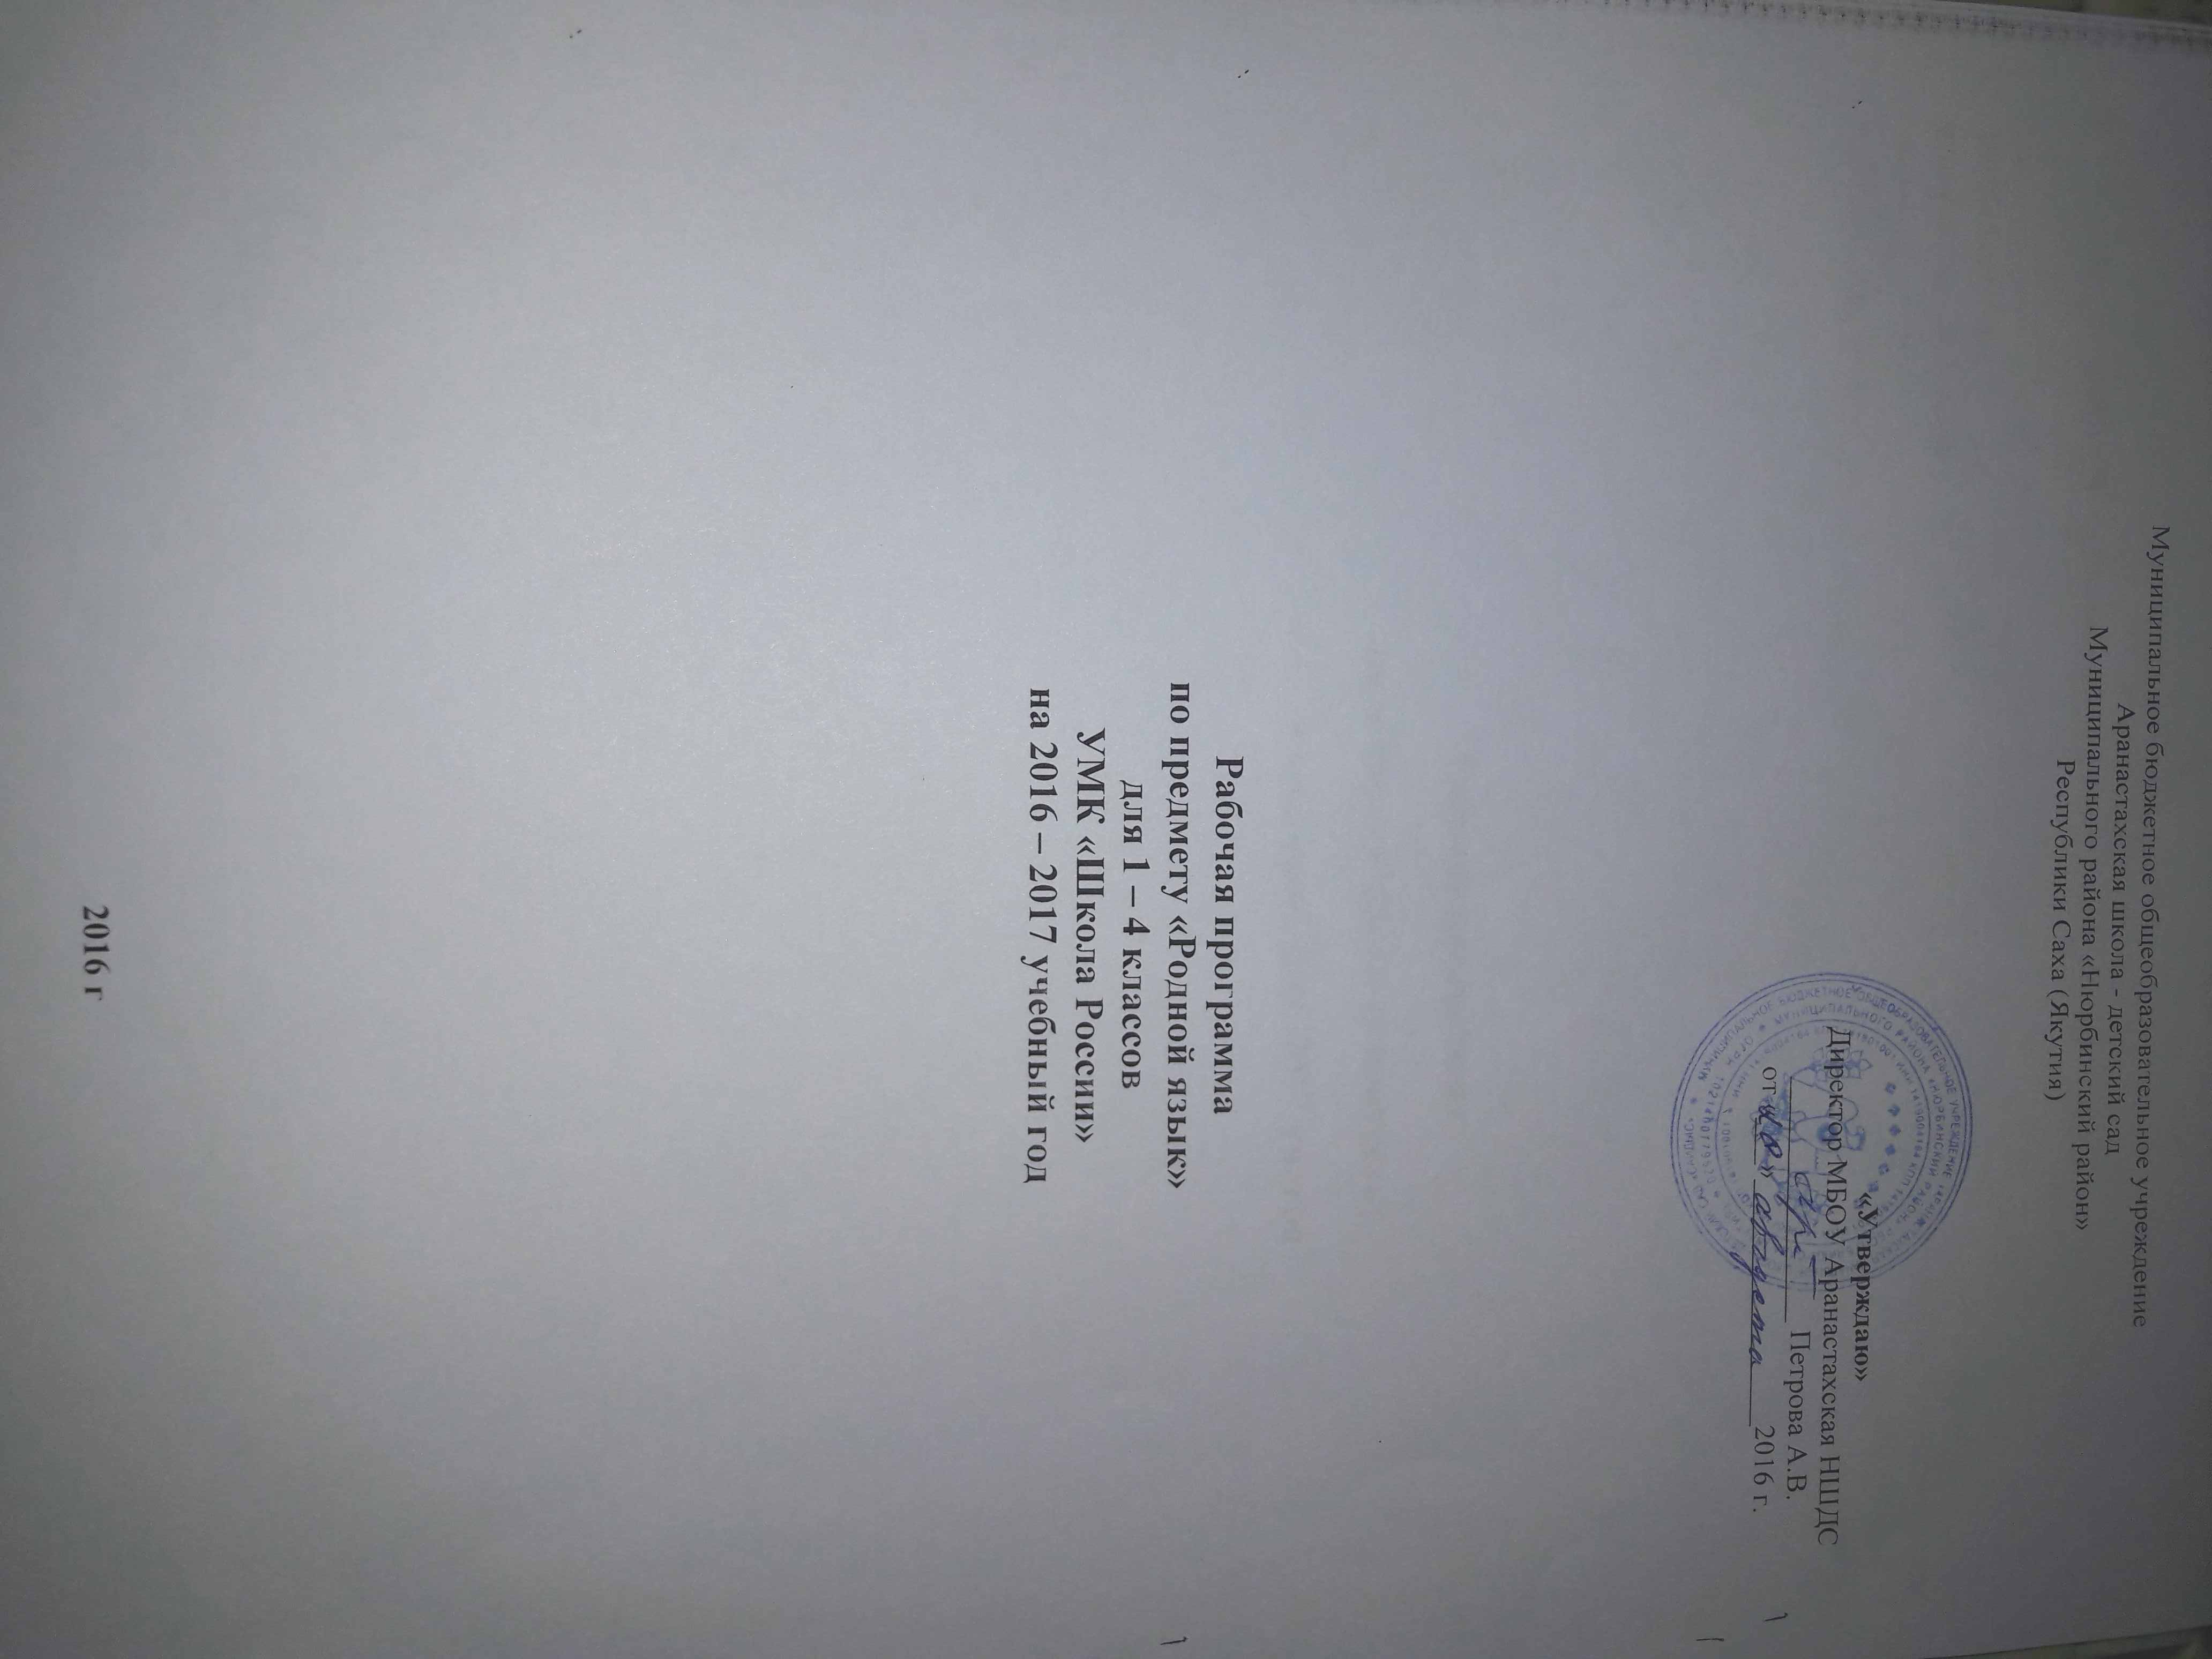 Муниципальное бюджетное общеобразовательное учреждение
Аранастахская школа - детский сад
Муниципального района «Нюрбинский район»
Республики Саха (Якутия)
«Утверждаю»
Директор МБОУ Аранастахская НШДС
Петрова А.В.
от » августа 2016 г.
Рабочая программа
по предмету «Родной язык»
для 1 – 4 классов
УМК «Школа России»
на 2016 – 2017 учебный год
2016 г